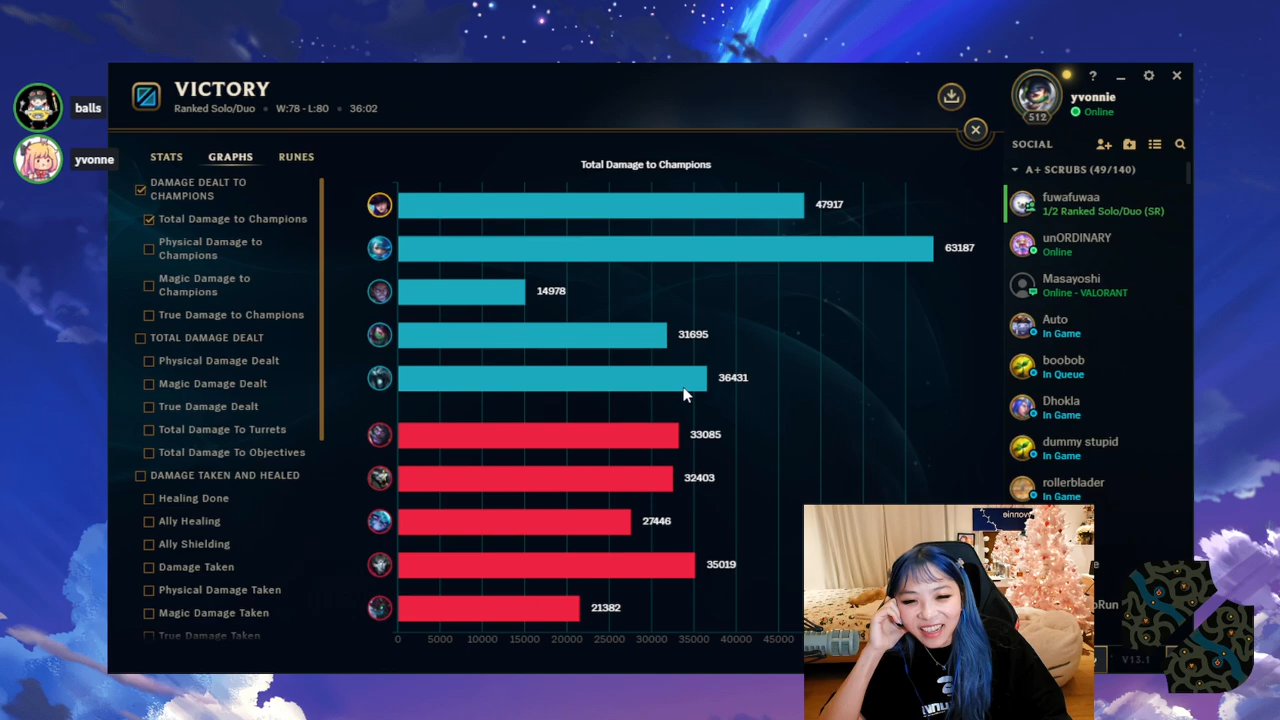 balls
yvonne
VICTORY
Ranked Solo/Duo • W:78 - L:80 • 36:02
STATS
GRAPHS
RUNES
DAMAGE DEALT TO
CHAMPIONS
Total Damage to Champions
Physical Damage to
Champions
Magic Damage to
Champions
True Damage to Champions
TOTAL DAMAGE DEALT
Physical Damage Dealt
Magic Damage Dealt
True Damage Dealt
Total Damage To Turrets
Total Damage To Objectives
DAMAGE TAKEN AND HEALED
Healing Done
Ally Healing
Ally Shielding
Damage Taken
Physical Damage Taken
Magic Damage Taken
True Damage Taken
Total Damage to Champions
47917
63187
14978
31695
36431
33085
32403
27446
35019
21382
0 5000 10000 15000 20000 25000 30000 35000 40000 45000
?
512
yvonnie
Online
SOCIAL
A+ SCRUBS (49/140)
fuwafuwaa
1/2 Ranked Solo/Duo (SR)
unORDINARY
Online
Masayoshi
Online - VALORANT
Auto
In Game
boobob
In Queue
Dhokla
In Game
dummy stupid
In Game
rollerblader
In Game
V13.1